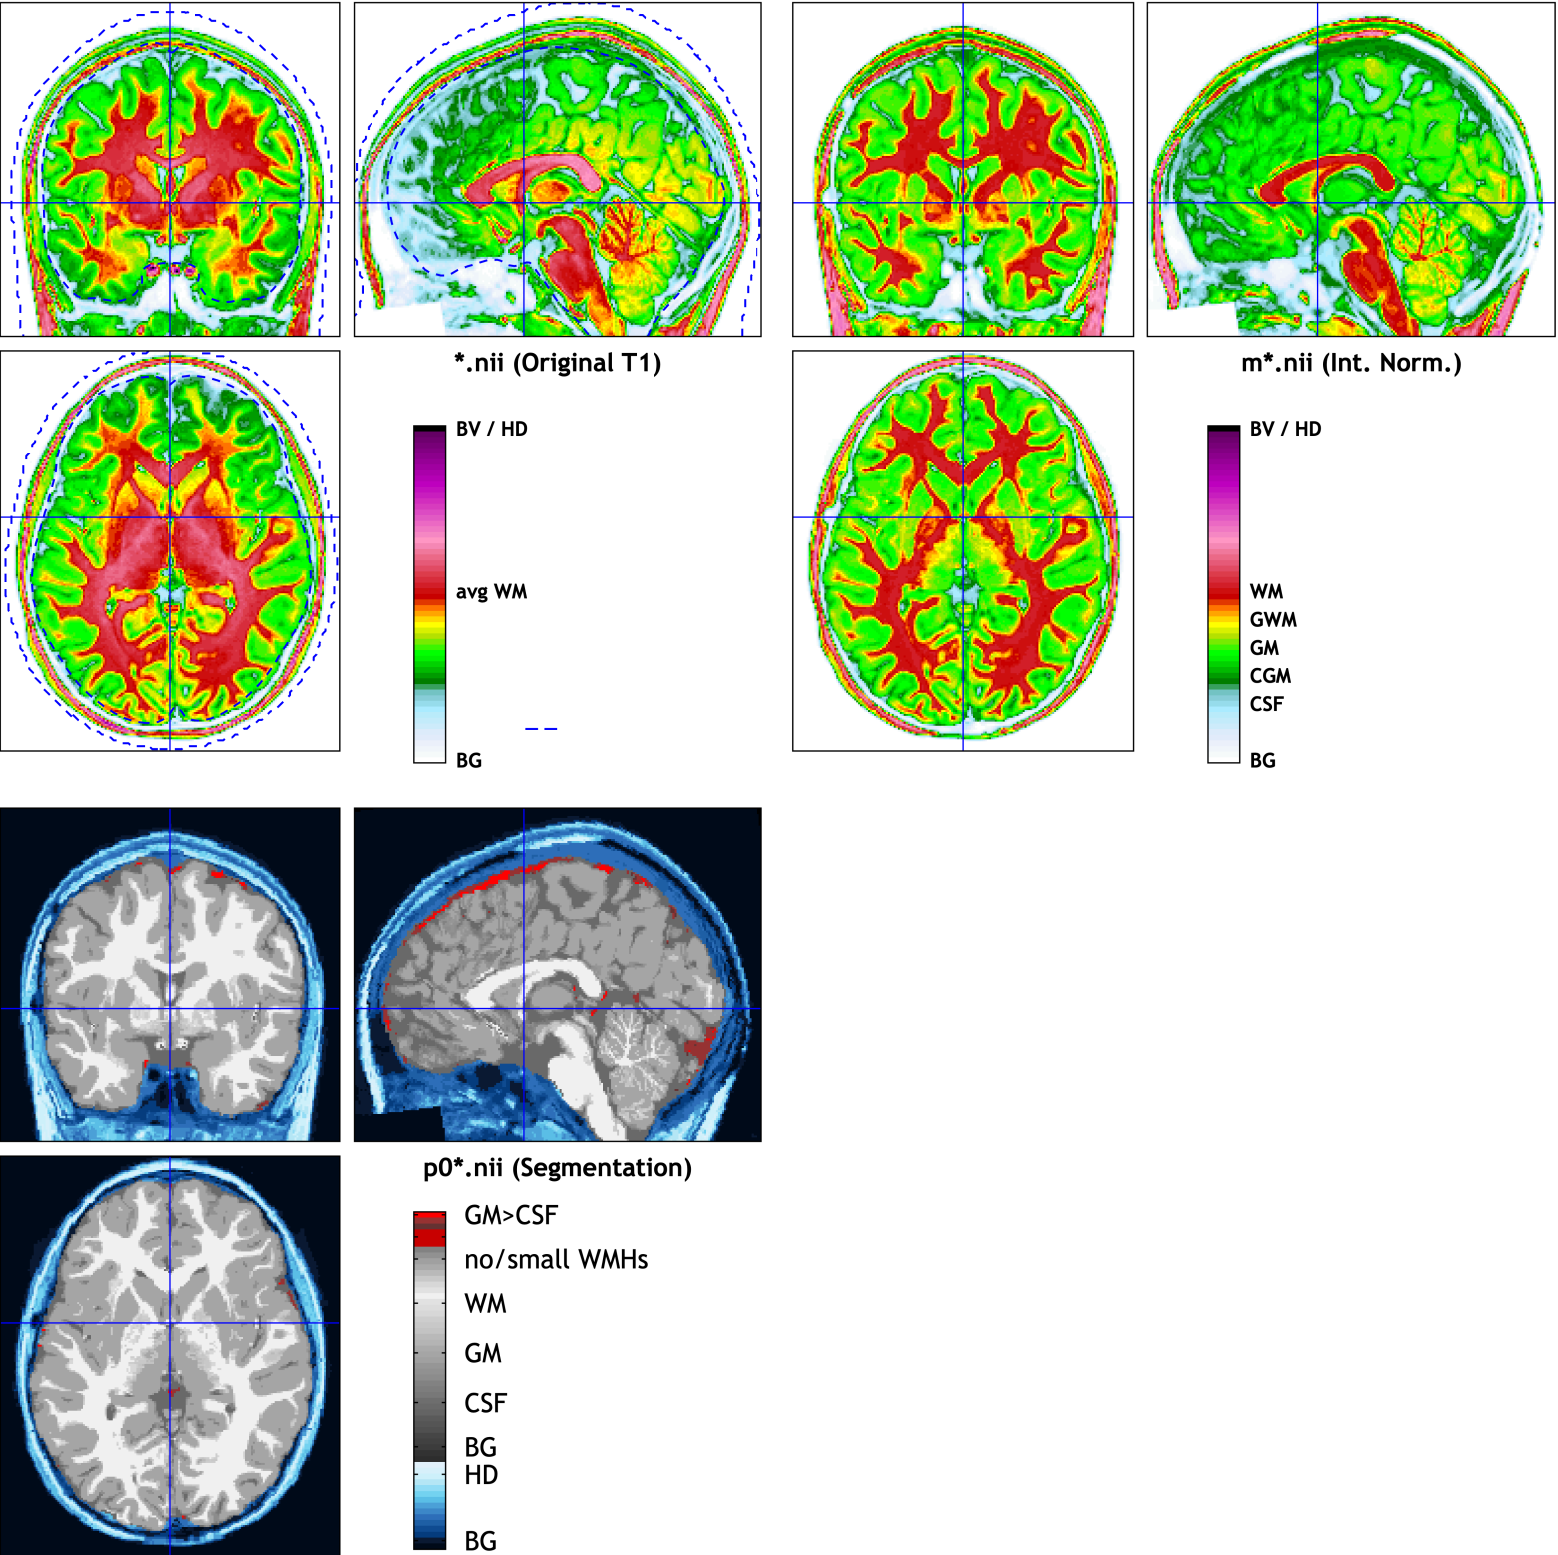 *.nii (Original T1)
BV / HD
avg WM
BG
m*.nii (Int. Norm.)
BV / HD
WM
GWM
GM
CGM
CSF
BG
p0*.nii (Segmentation)
GM>CSF
no/small WMHs
WM
GM
CSF
BG
HD
BG